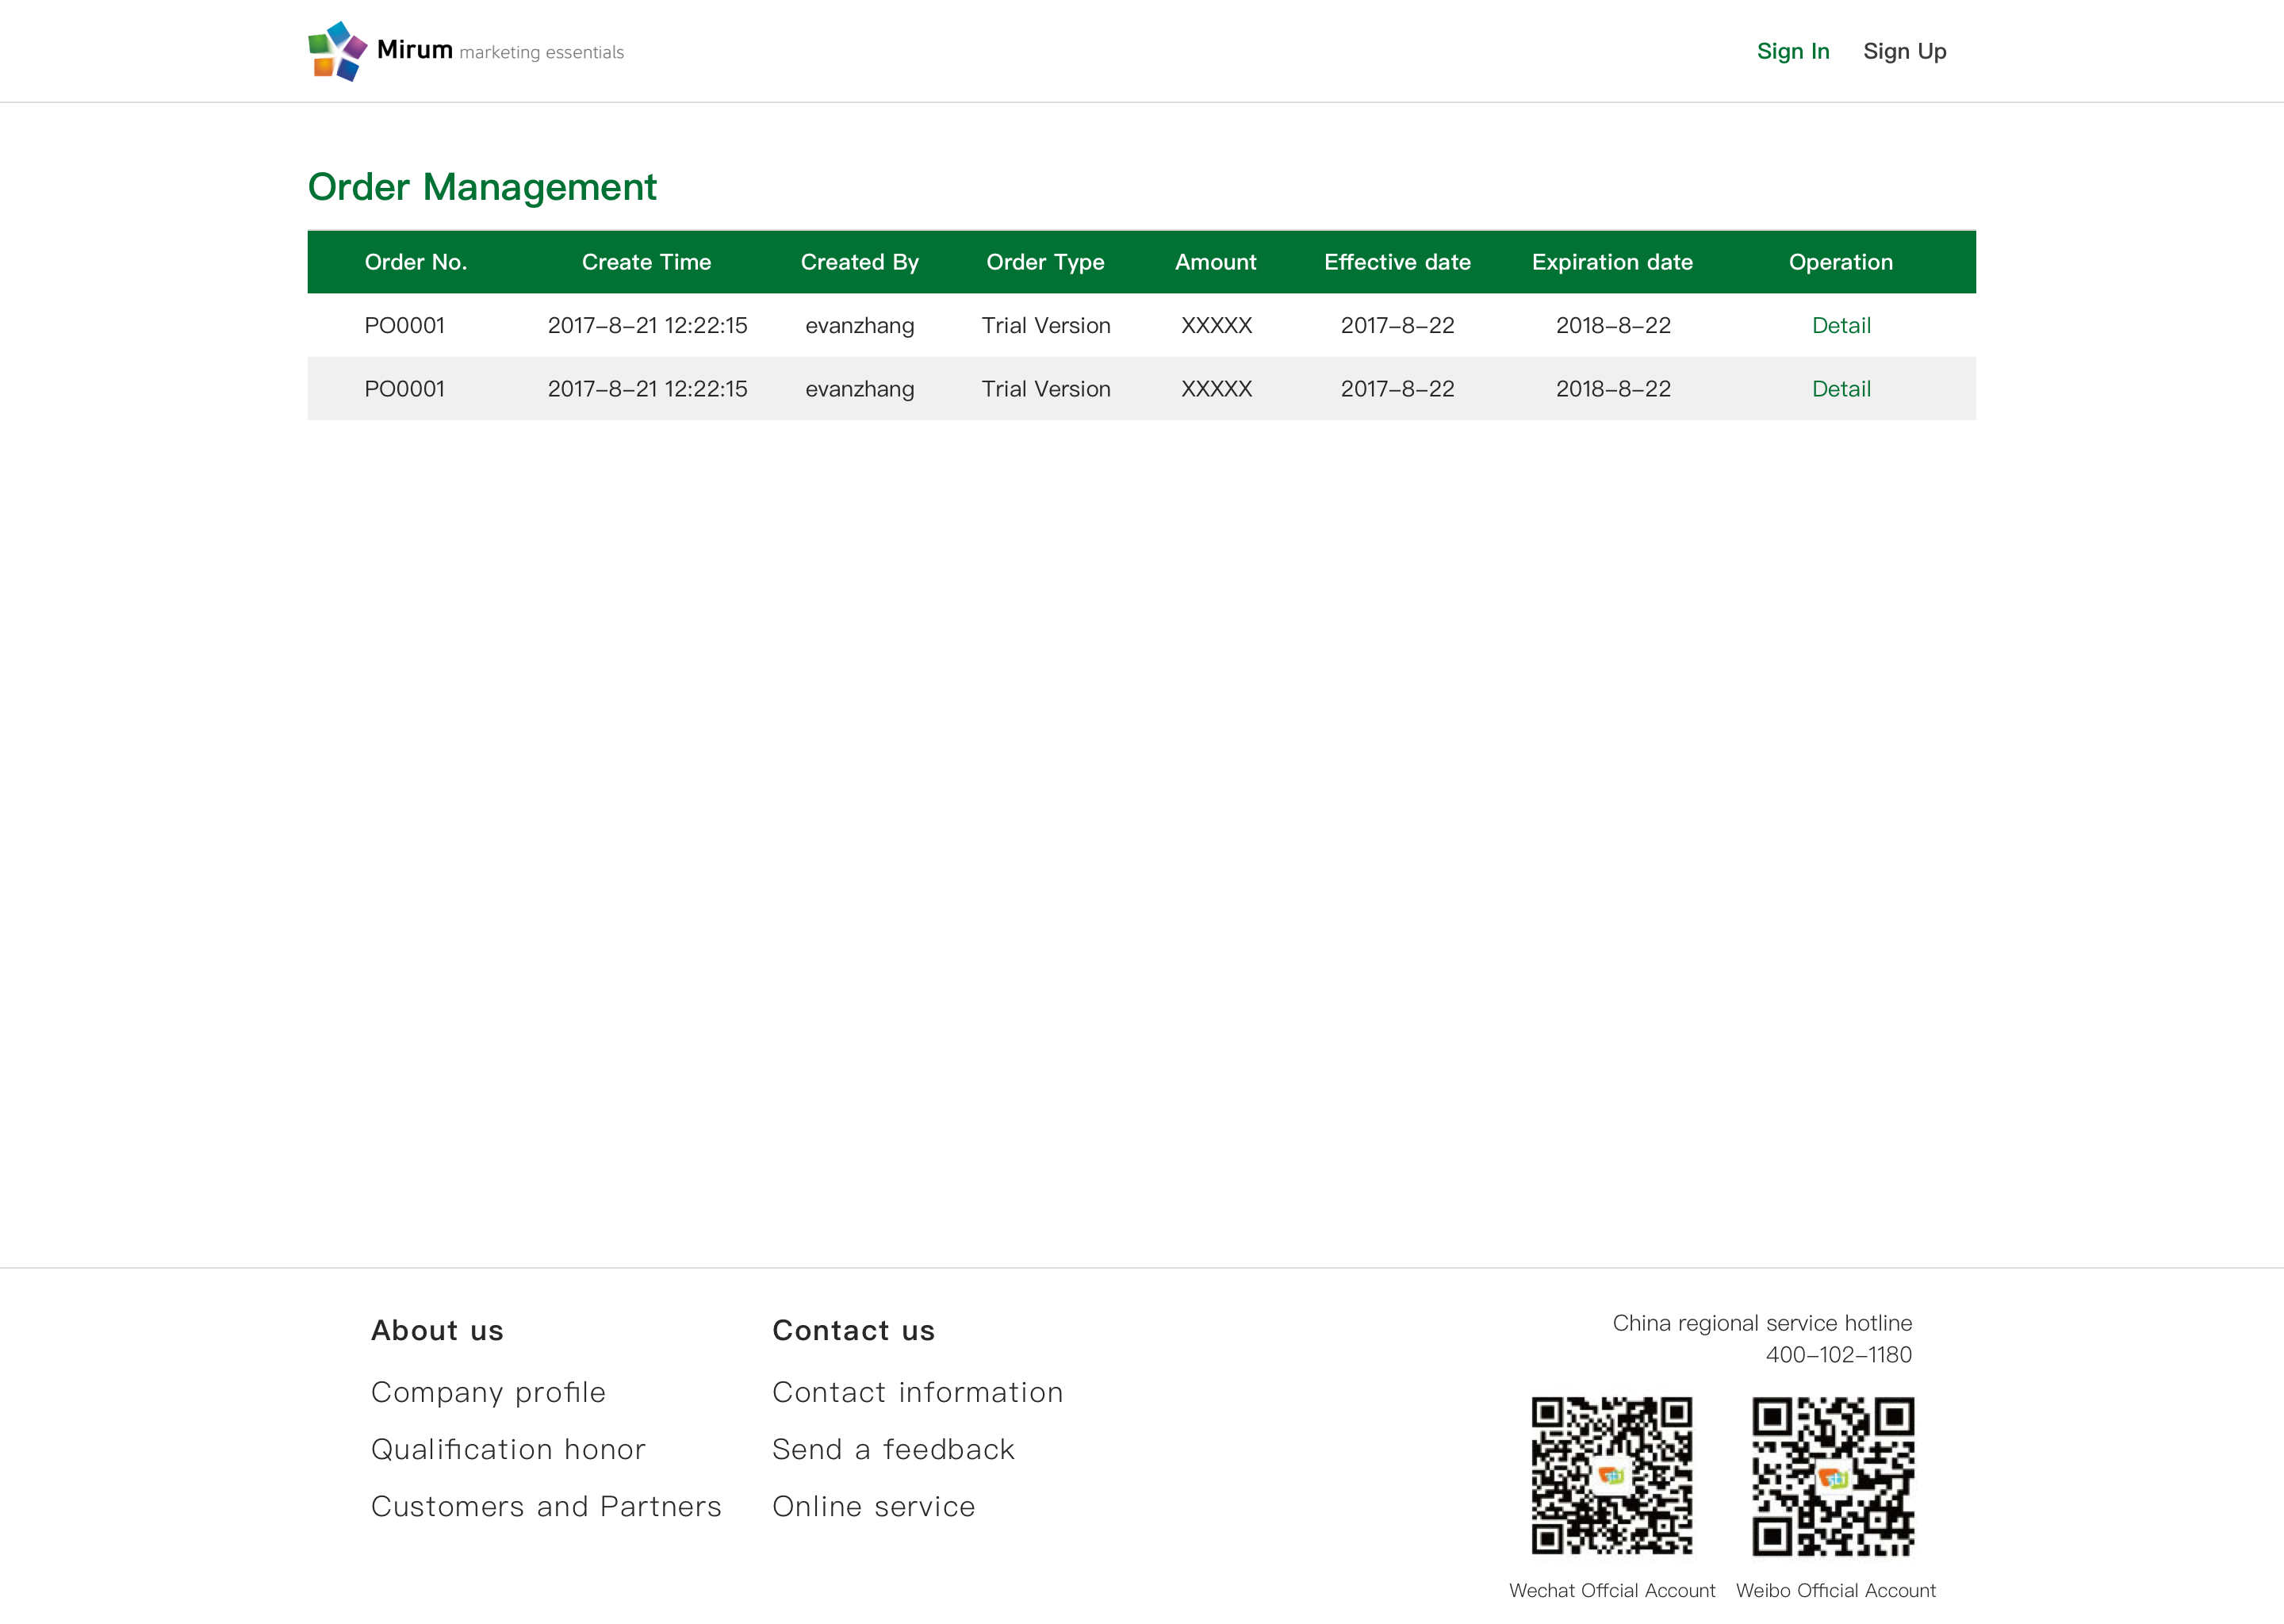 Mirum marketing essentials
Sign In Sign Up
Order Management
Order No. Create Time Created By Order Type Amount Effective date Expiration date Operation
PO0001 2017-8-21 12:22:15 evanzhang Trial Version XXXXX 2017-8-22 2018-8-22 Detail
PO0001 2017-8-21 12:22:15 evanzhang Trial Version XXXXX 2017-8-22 2018-8-22 Detail
About us
Company profile
Qualification honor
Customers and Partners
Contact us
Contact information
Send a feedback
Online service
China regional service hotline
400-102-1180
Wechat Offcial Account Weibo Official Account